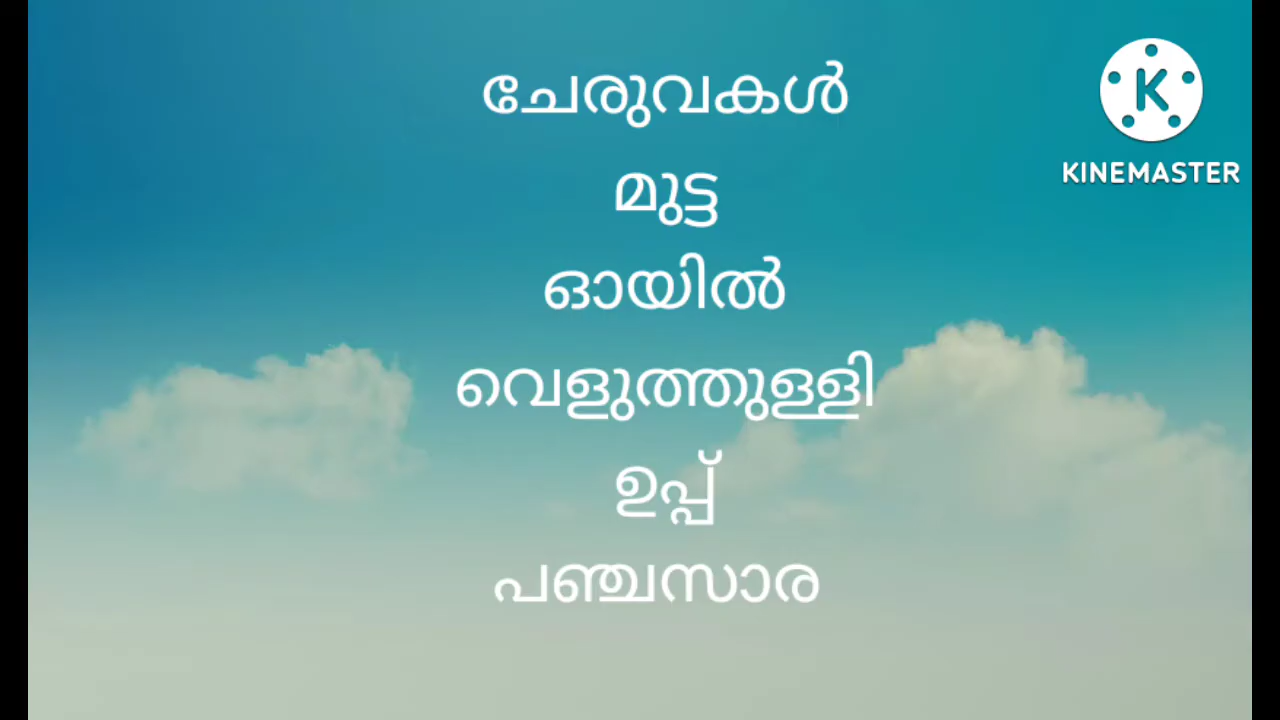 ചേരുവകൾ
മുട്ട
ഓയിൽ
വെളുത്തുള്ളി
ഉപ്പ്
പഞ്ചസാര
K
KINEMASTER